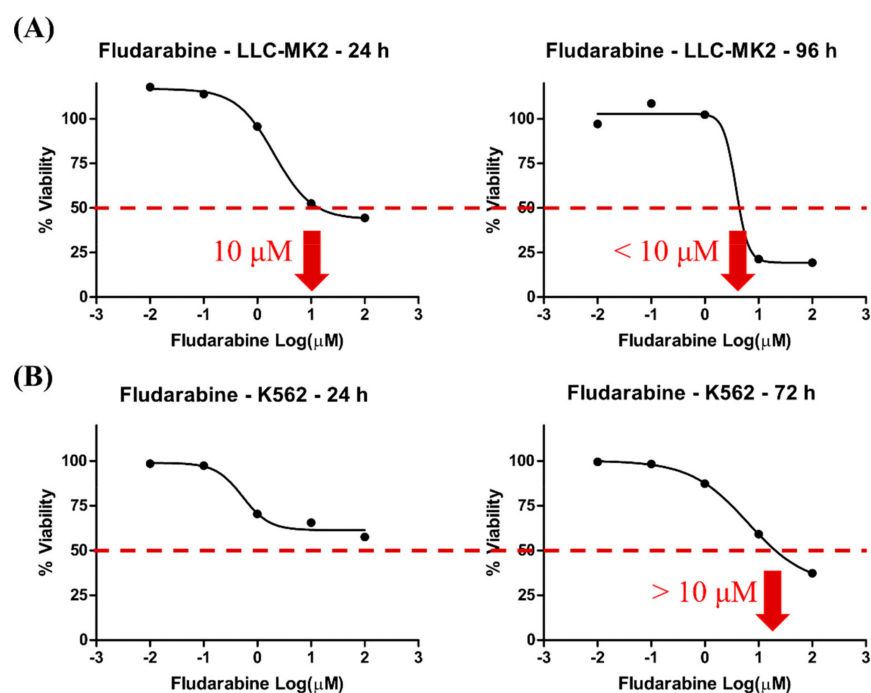 (A)
Fludarabine - LLC-MK2 - 24 h
% Viability
100
75
50
25
0
10 μM
-3 -2 -1 0 1 2 3
Fludarabine Log(μM)
Fludarabine - LLC-MK2 - 96 h
% Viability
100
75
50
25
0
< 10 μM
-3 -2 -1 0 1 2 3
Fludarabine Log(μM)
(B)
Fludarabine - K562 - 24 h
% Viability
100
75
50
25
0
-3 -2 -1 0 1 2 3
Fludarabine Log(μM)
Fludarabine - K562 - 72 h
% Viability
100
75
50
25
0
> 10 μM
-3 -2 -1 0 1 2 3
Fludarabine Log(μM)